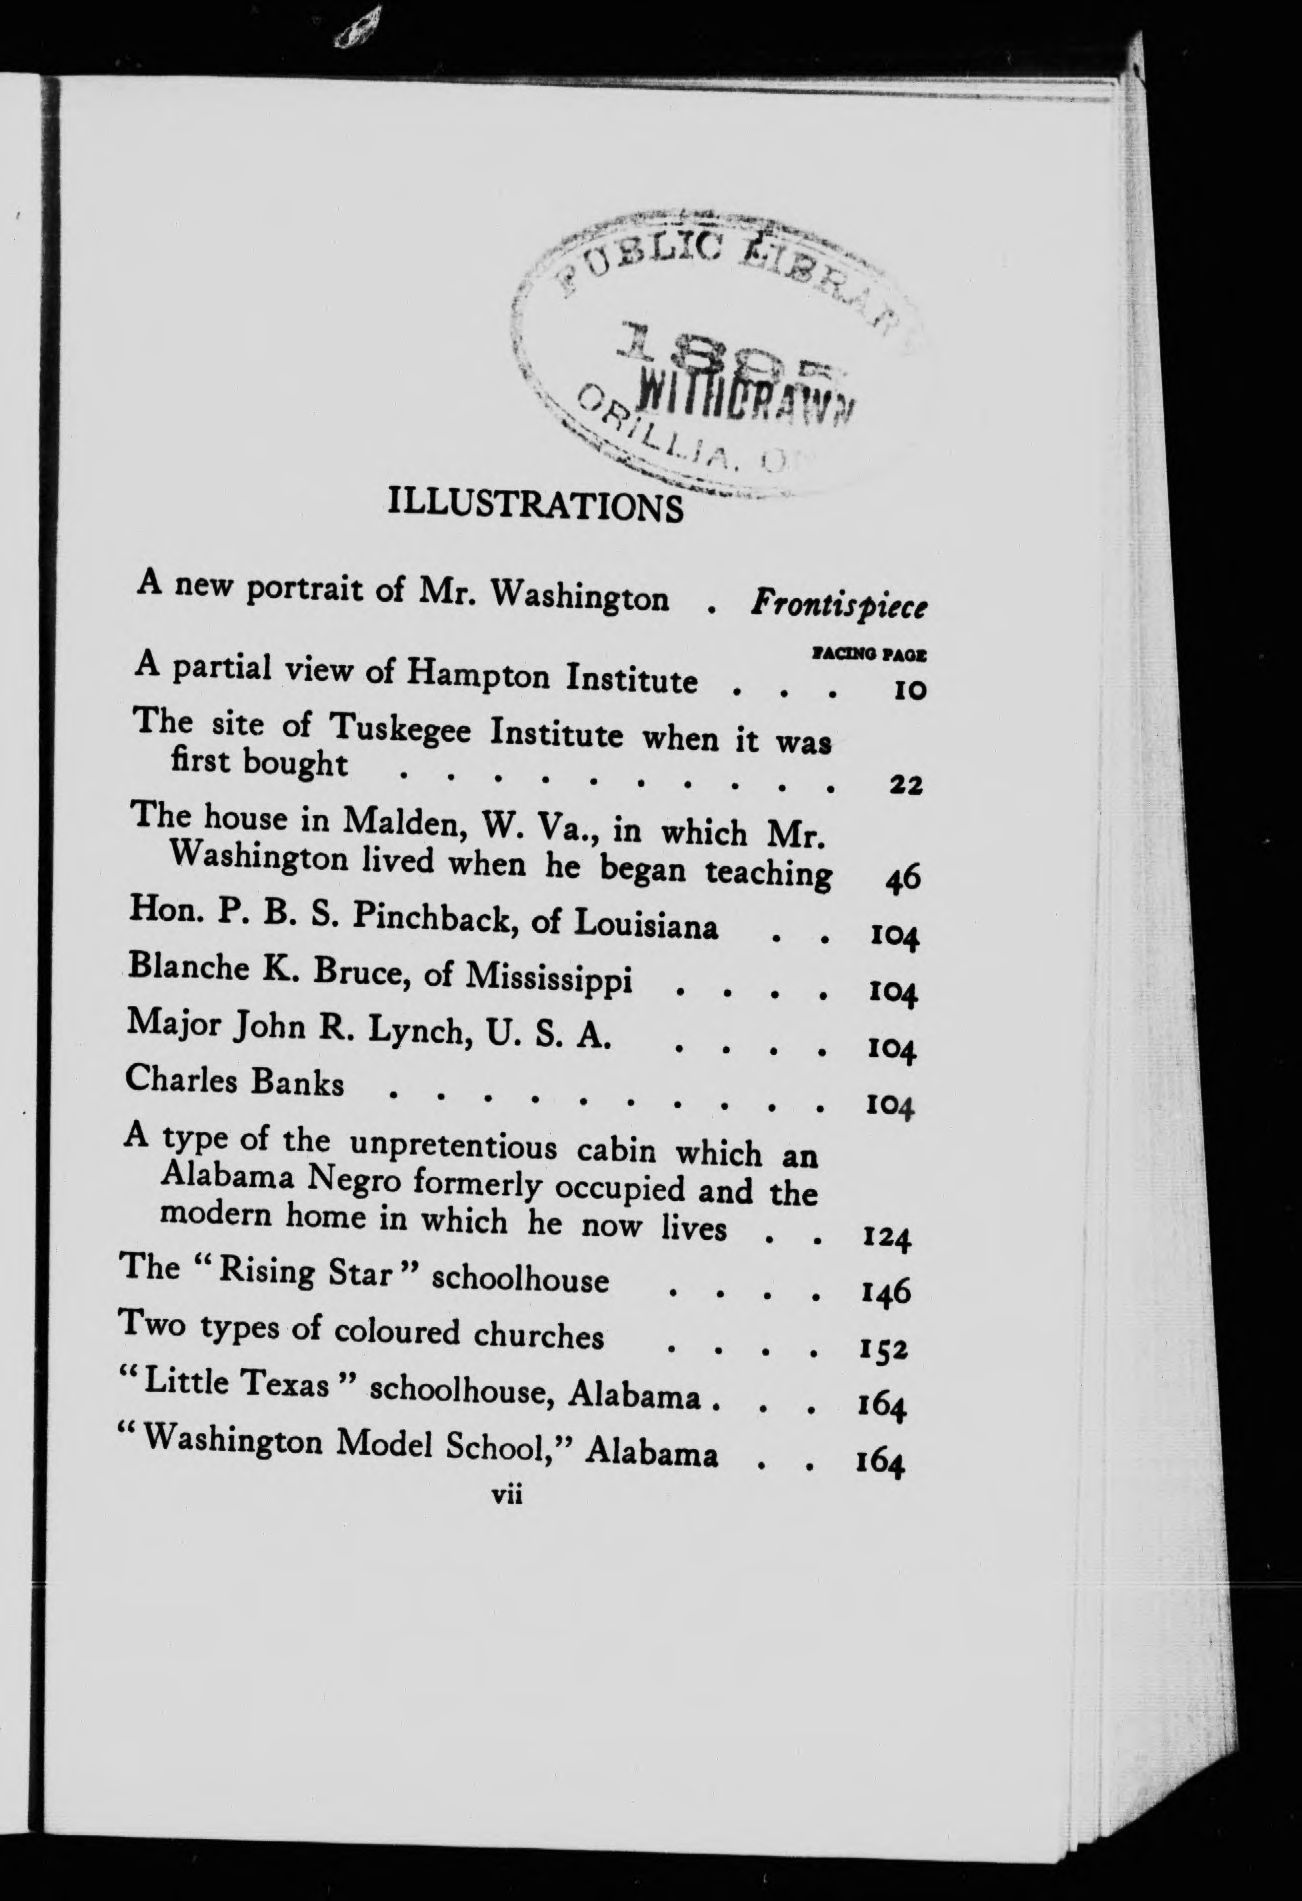 PUBLIC LIBRARY
1895
WITHDRAWN
ORILLIA,
ILLUSTRATIONS
A new portrait of Mr. Washington . Frontispiece
FACING PAGE
A partial view of Hampton Institute . . . 10
The site of Tuskegee Institute when it was
first bought . . . . . . . . . . 22
The house in Malden, W. Va., in which Mr.
Washington lived when he began teaching 46
Hon. P. B. S. Pinchback, of Louisiana . . 104
Blanche K. Bruce, of Mississippi . . . . 104
Major John R. Lynch, U. S. A. . . . . 104
Charles Banks . . . . . . . . . . 104
A type of the unpretentious cabin which an
Alabama Negro formerly occupied and the
modern home in which he now lives . . 124
The "Rising Star" schoolhouse . . . . 146
Two types of coloured churches . . . . 152
"Little Texas" schoolhouse, Alabama . . . 164
"Washington Model School," Alabama . . 164
vii